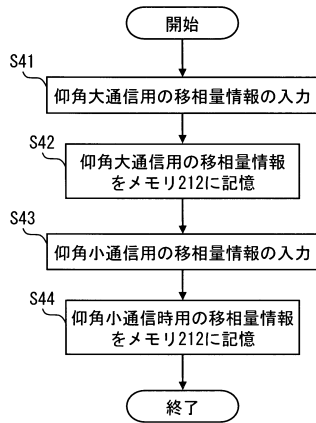 開始
S41
仰角大通信用の移相量情報の入力
S42
仰角大通信用の移相量情報
をメモリ212に記憶
S43
仰角小通信用の移相量情報の入力
S44
仰角小通信時用の移相量情報
をメモリ212に記憶
終了